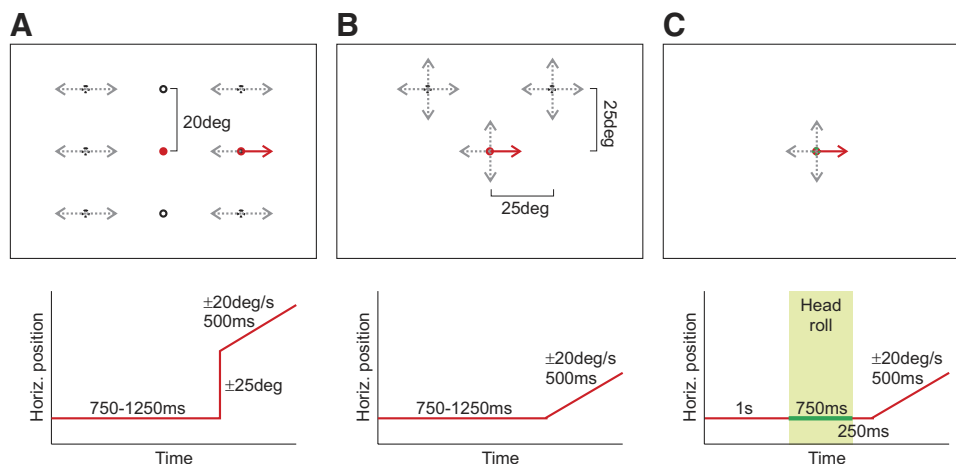 A
20deg
±20deg/s
500ms
±25deg
750-1250ms
Horiz. position
Time
B
25deg
25deg
±20deg/s
500ms
750-1250ms
Horiz. position
Time
C
Head
roll
±20deg/s
500ms
1s
750ms
250ms
Horiz. position
Time